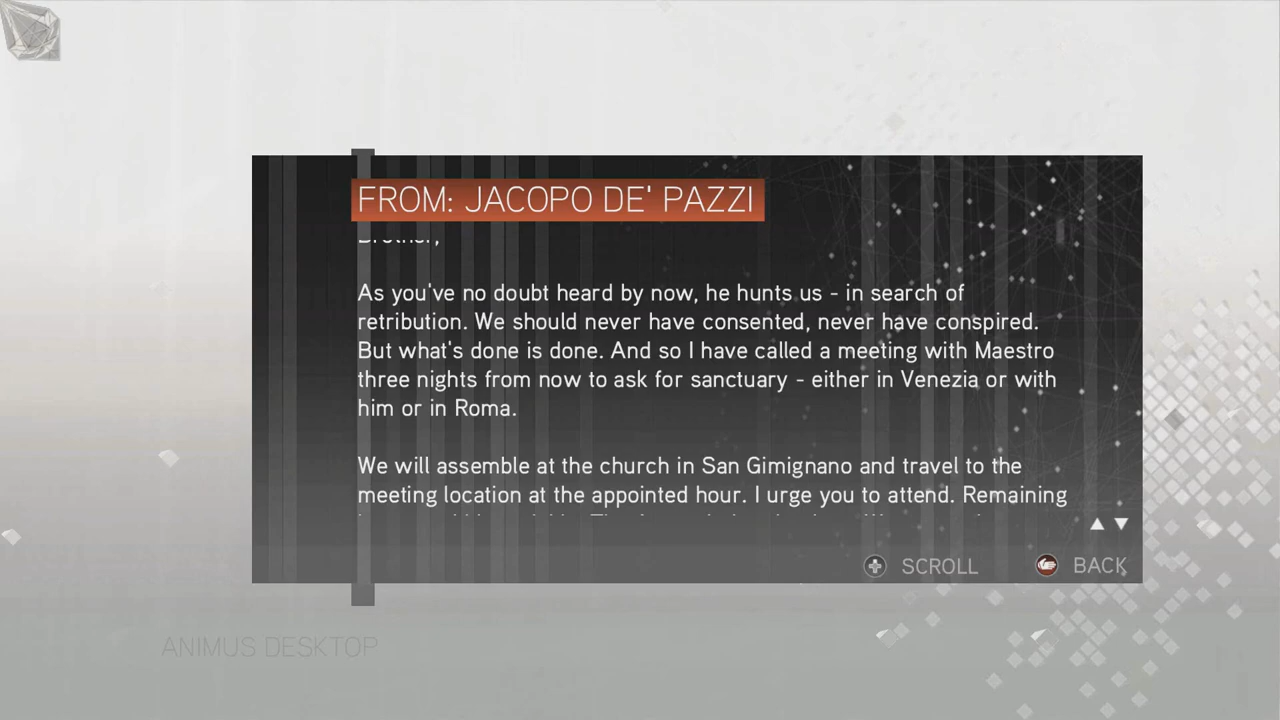 FROM: JACOPO DE' PAZZI
Brother,
As you've no doubt heard by now, he hunts us - in search of
retribution. We should never have consented, never have conspired.
But what's done is done. And so I have called a meeting with Maestro
three nights from now to ask for sanctuary - either in Venezia or with
him or in Roma.
We will assemble at the church in San Gimignano and travel to the
meeting location at the appointed hour. I urge you to attend. Remaining
SCROLL
BACK
ANIMUS DESKTOP